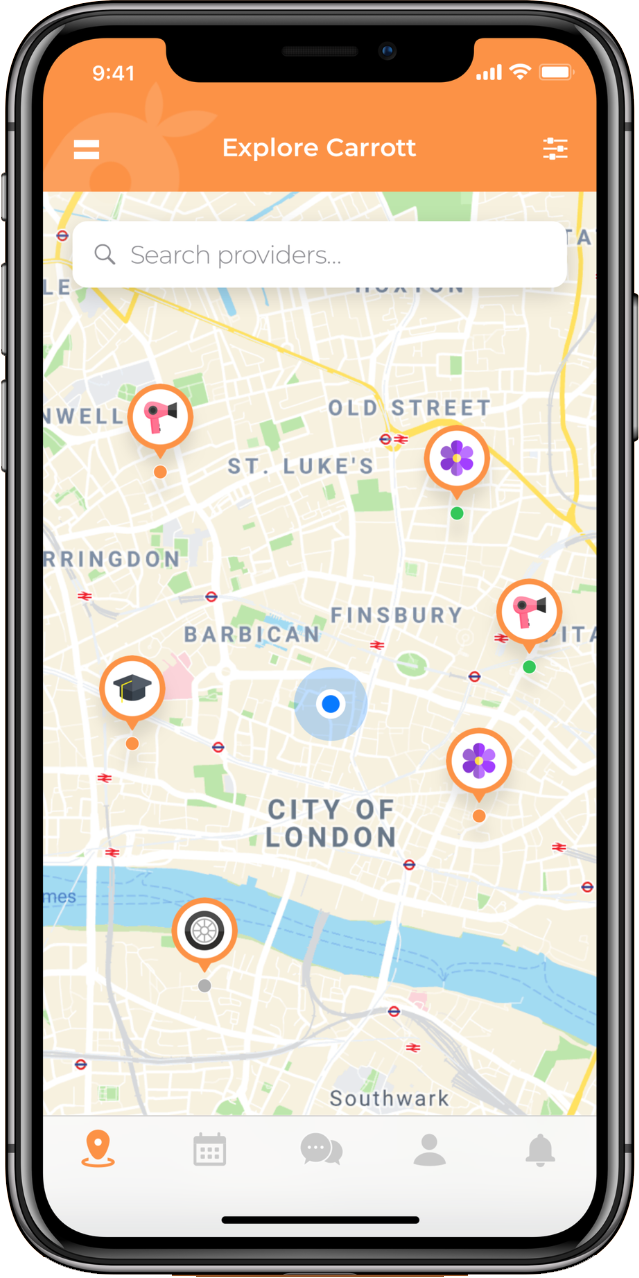 9:41
Explore Carrott
Search providers...
TA
LE
HOXTON
NWELL
OLD STREET
ST. LUKE'S
RRINGDON
FINSBURY
BARBICAN
PITA
CITY OF
LONDON
mes
Southwark